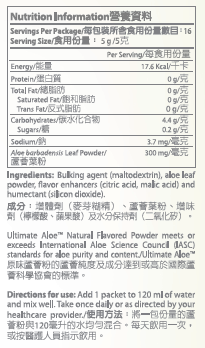 Nutrition Information營養資料
Servings Per Package/每包裝所含食用份量數目：16
Serving Size/食用份量： 5 g/5克
Per Serving/每食用份量
Energy/能量 17.6 Kcal/千卡
Protein/蛋白質 0 g/克
Total Fat/總脂肪 0 g/克
Saturated Fat/飽和脂肪 0 g/克
Trans Fat/反式脂肪 0 g/克
Carbohydrates/碳水化合物 4.4 g/克
Sugars/糖 0.2 g/克
Sodium/鈉 3.7 mg/毫克
Aloe barbadensis Leaf Powder/ 300 mg/毫克
蘆薈葉粉
Ingredients: Bulking agent (maltodextrin), aloe leaf
powder, flavor enhancers (citric acid, malic acid) and
humectant (silicon dioxide).
成分：增體劑（麥芽糊精）、蘆薈葉粉、增味
劑（檸檬酸、蘋果酸）及水分保持劑（二氧化矽）。
Ultimate Aloe™ Natural Flavored Powder meets or
exceeds International Aloe Science Council (IASC)
standards for aloe purity and content./Ultimate Aloe™
原味蘆薈粉的蘆薈純度及成分達到或高於國際蘆
薈科學協會的標準。
Directions for use: Add 1 packet to 120 ml of water
and mix well. Take once daily or as directed by your
healthcare provider./使用方法：將一包份量的蘆
薈粉與120毫升的水均勻混合。每天飲用一次，
或按醫護人員指示飲用。